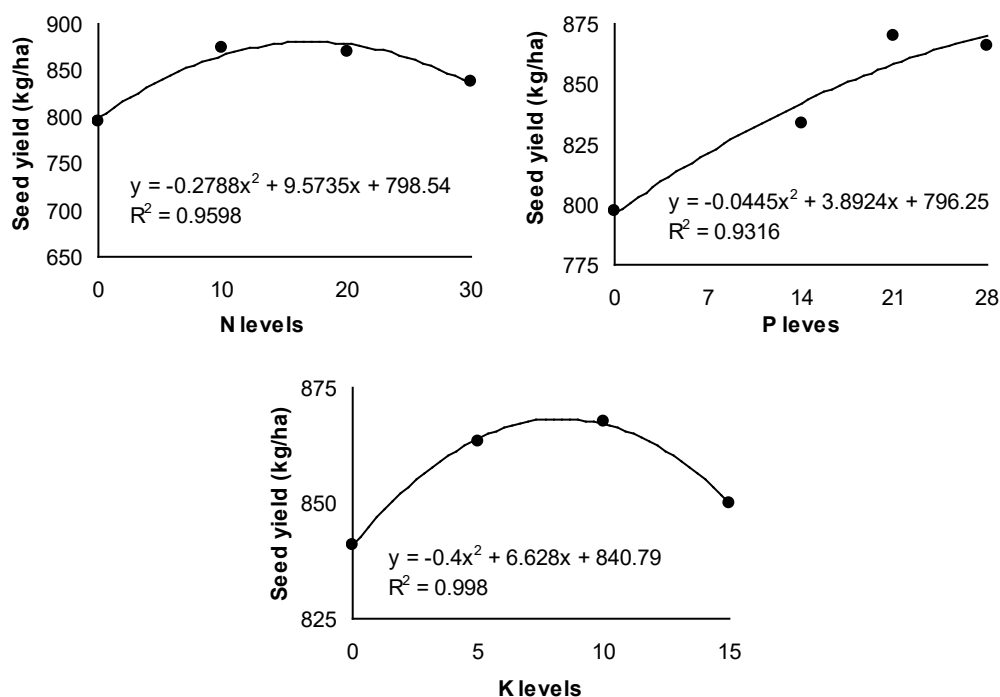 Seed yield (kg/ha)
900
850
800
750
700
650
y = -0.2788x² + 9.5735x + 798.54
R² = 0.9598
0 10 20 30
N levels
Seed yield (kg/ha)
875
850
825
800
775
y = -0.0445x² + 3.8924x + 796.25
R² = 0.9316
0 7 14 21 28
P leves
Seed yield (kg/ha)
875
850
825
y = -0.4x² + 6.628x + 840.79
R² = 0.998
0 5 10 15
K levels